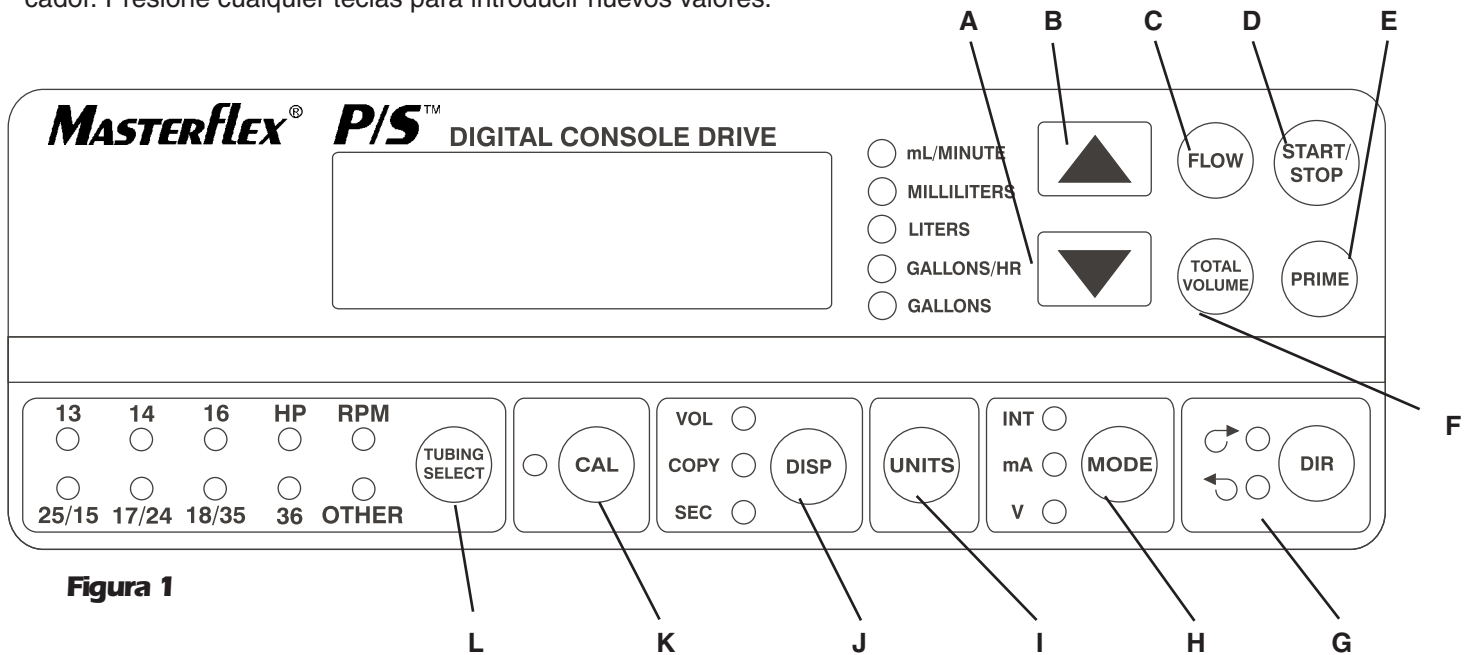 cador. Presione cualquier teclas para introducir nuevos valores.
A B C D E
MASTERFLEX® P/S™ DIGITAL CONSOLE DRIVE
mL/MINUTE
MILLILITERS
LITERS
GALLONS/HR
GALLONS
FLOW
START/
STOP
TOTAL
VOLUME
PRIME
F
13 14 16 HP RPM
25/15 17/24 18/35 36 OTHER
TUBING
SELECT
CAL
VOL
COPY
SEC
DISP
UNITS
INT
mA
V
MODE
DIR
Figura 1
L K J I H G